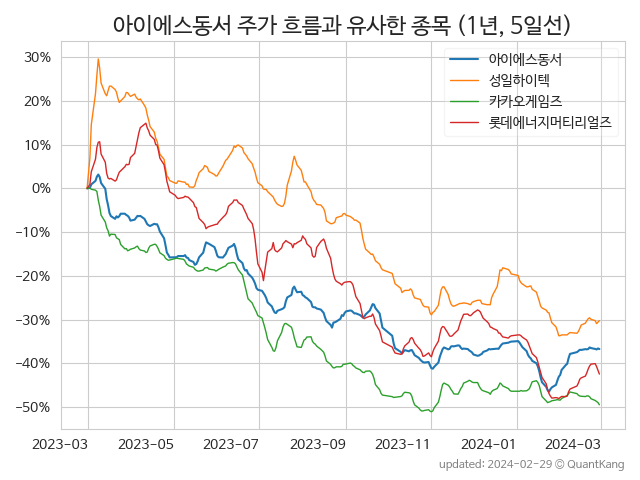 아이에스동서 주가 흐름과 유사한 종목 (1년, 5일선)
아이에스동서
성일하이텍
카카오게임즈
롯데에너지머티리얼즈
30%
20%
10%
0%
−10%
−20%
−30%
−40%
−50%
2023-03 2023-05 2023-07 2023-09 2023-11 2024-01 2024-03
updated: 2024-02-29 © QuantKang